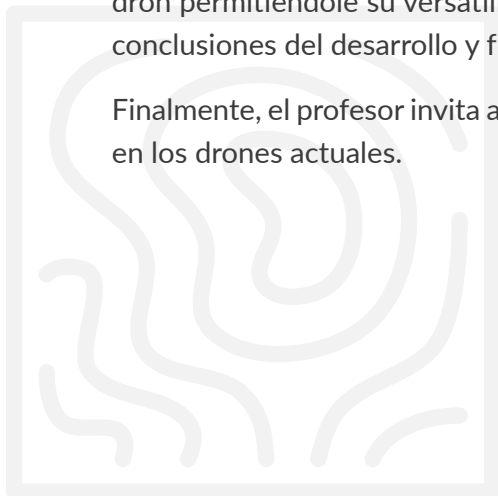 dron permitiéndole su
conclusiones del desarrollo y
Finalmente, el profesor invita
en los drones actuales.